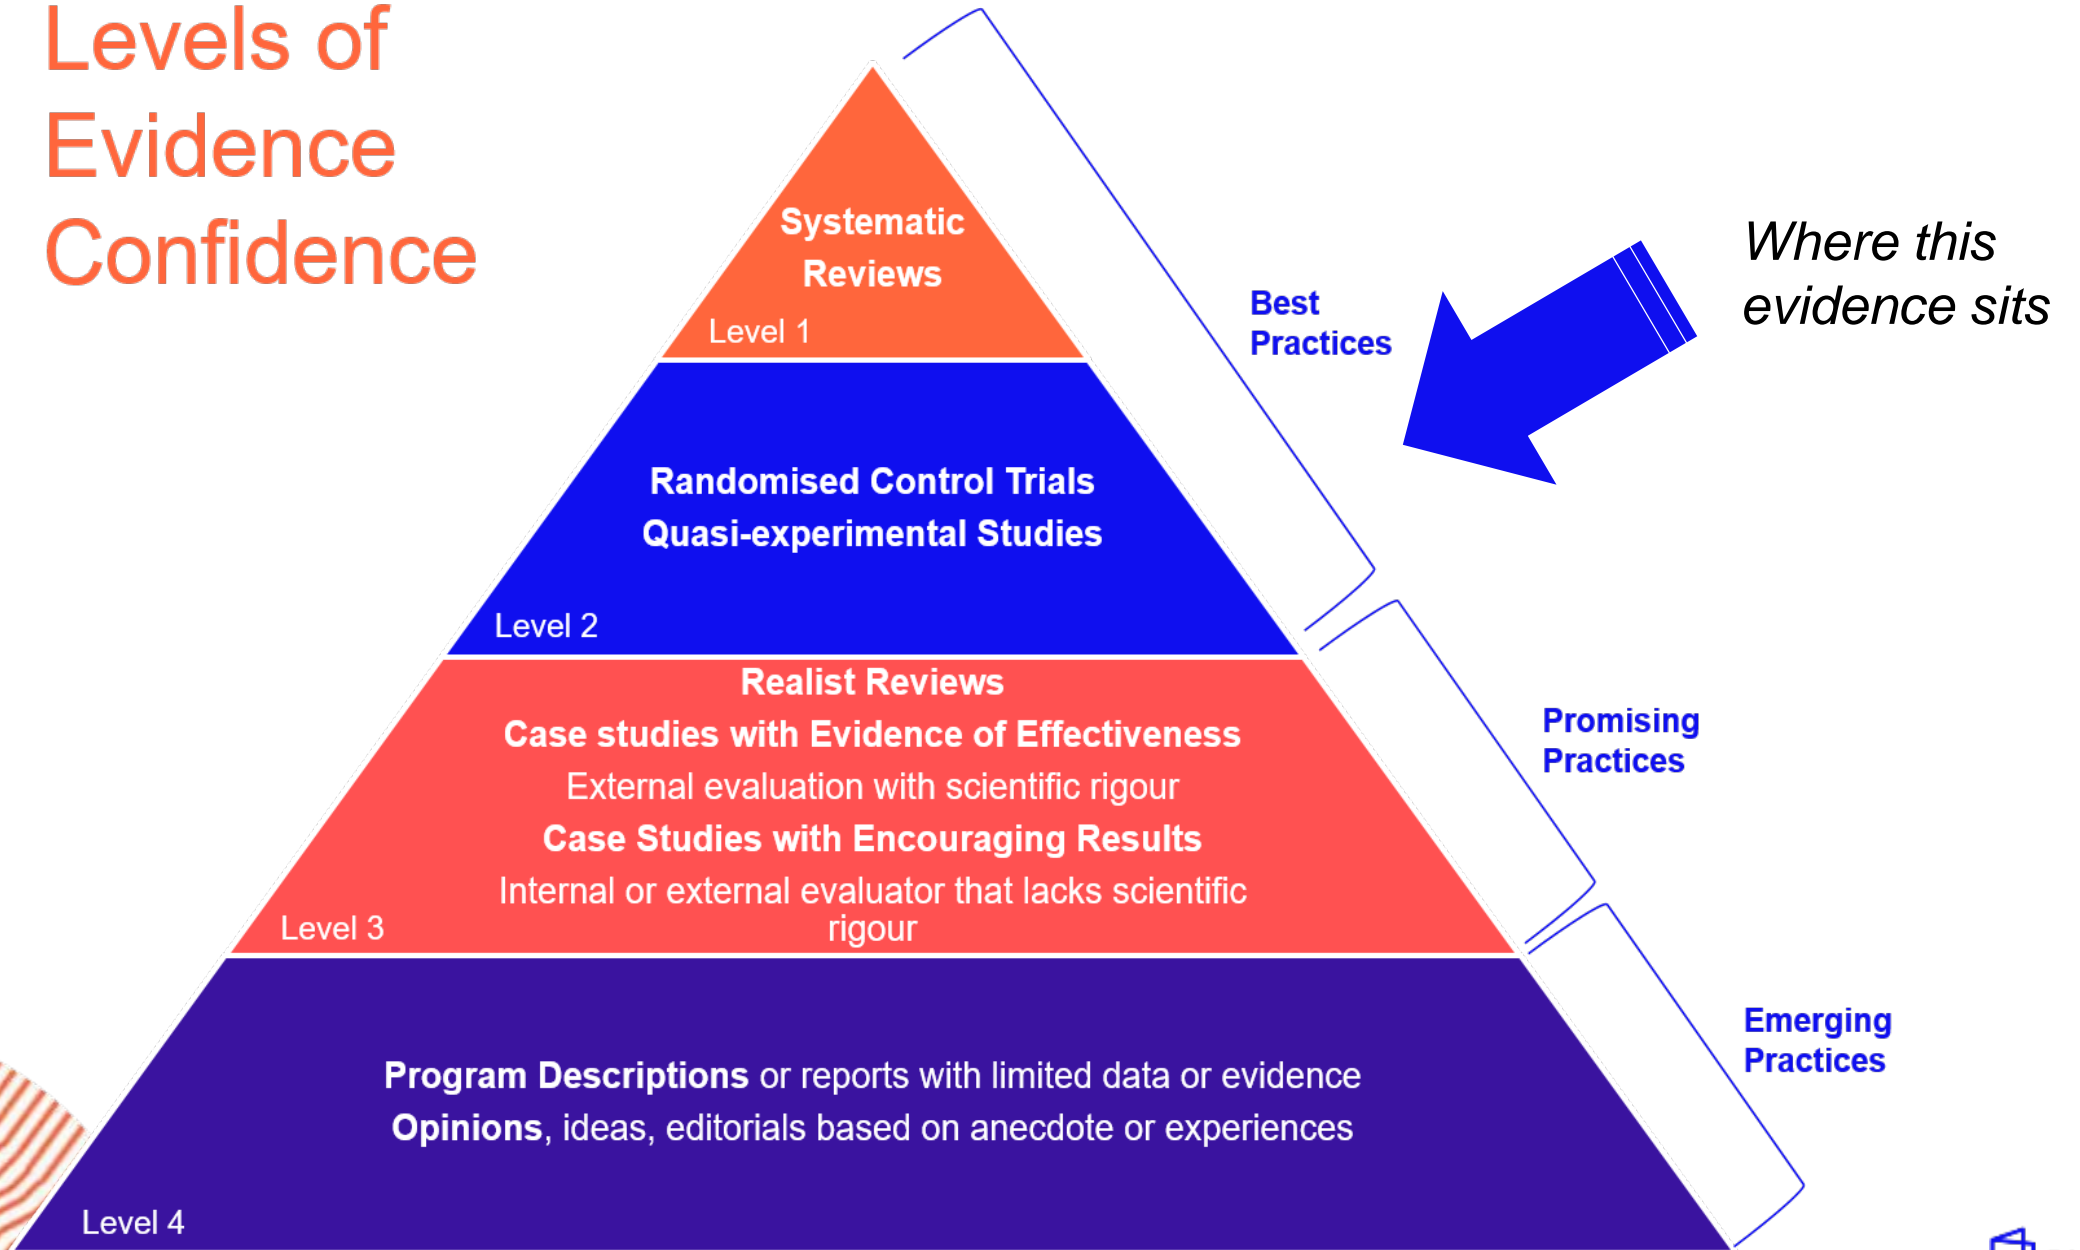 Levels of
Evidence
Confidence
Systematic
Reviews
Level 1
Best
Practices
Where this
evidence sits
Randomised Control Trials
Quasi-experimental Studies
Level 2
Realist Reviews
Case studies with Evidence of Effectiveness
External evaluation with scientific rigour
Case Studies with Encouraging Results
Internal or external evaluator that lacks scientific
rigour
Level 3
Promising
Practices
Program Descriptions or reports with limited data or evidence
Opinions, ideas, editorials based on anecdote or experiences
Level 4
Emerging
Practices